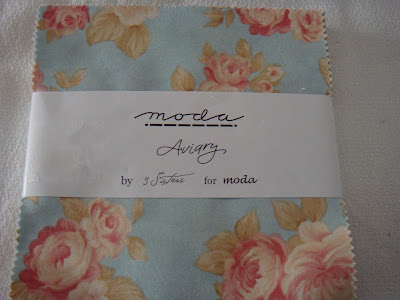 moda
Aviary
by 3 Sisters for moda